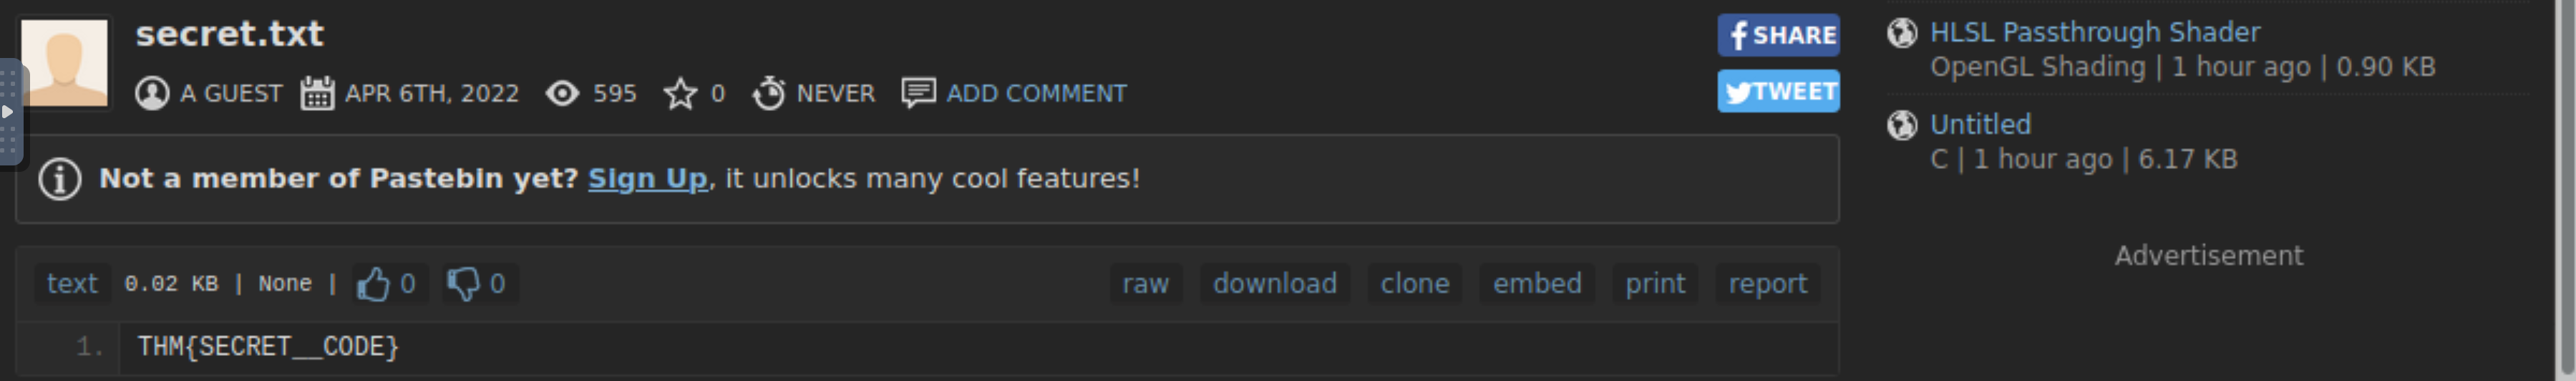 secret.txt
A GUEST APR 6TH, 2022 595 0 NEVER ADD COMMENT
SHARE
TWEET
Not a member of Pastebin yet? Sign Up, it unlocks many cool features!
text 0.02 KB | None | 0 0 raw download clone embed print report
1. THM{SECRET__CODE}
HLSL Passthrough Shader
OpenGL Shading | 1 hour ago | 0.90 KB
Untitled
C | 1 hour ago | 6.17 KB
Advertisement